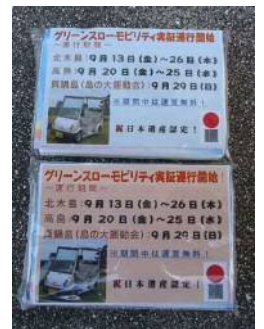 グリーンスローモビリティ実証運行開始
～運行期間～
北木島:9月13日(金)～26日(木)
高島:9月20日(金)～25日(水)
真鍋島(島の大運動会):9月29日(日)
※期間中は運賃無料!
祝日本遺産認定!
グリーンスローモビリティ実証運行開始
～運行期間～
北木島:9月13日(金)～26日(木)
高島:9月20日(金)～25日(水)
真鍋島(島の大運動会):9月29日(日)
※期間中は運賃無料!
祝日本遺産認定!